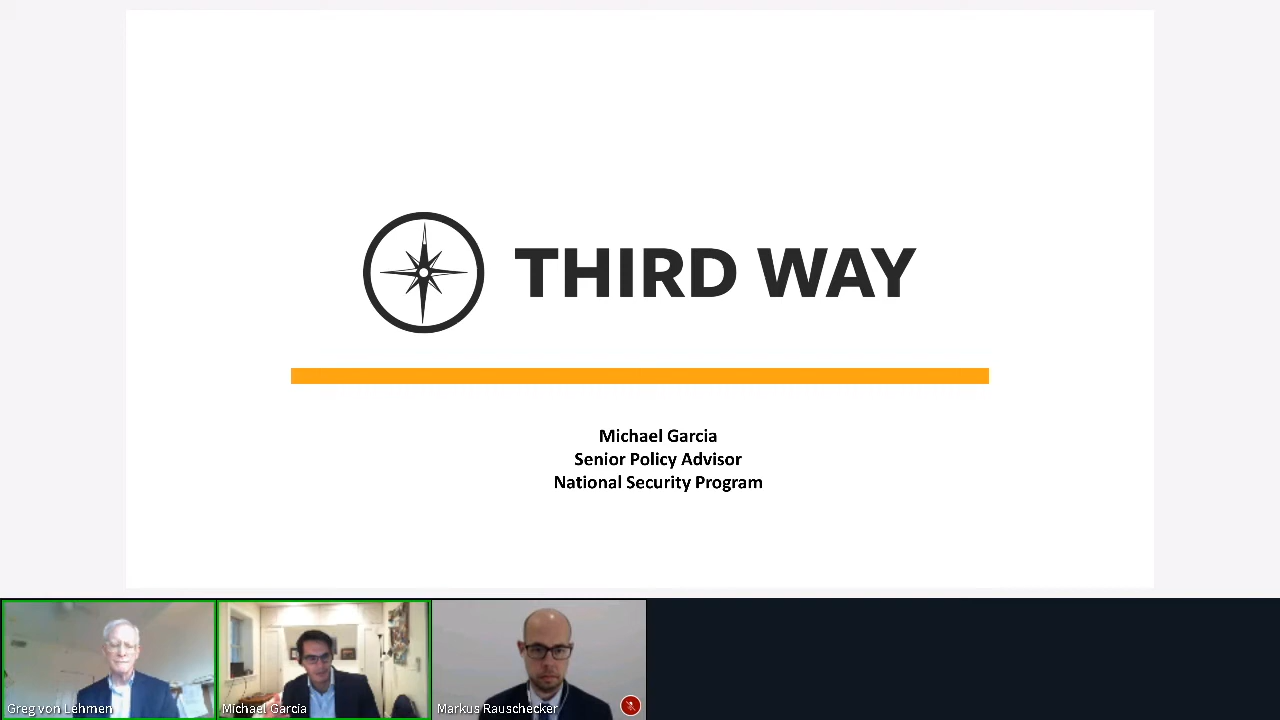 THIRD WAY
Michael Garcia
Senior Policy Advisor
National Security Program
Greg von Lehmen
Michael Garcia
Markus Rauschecker